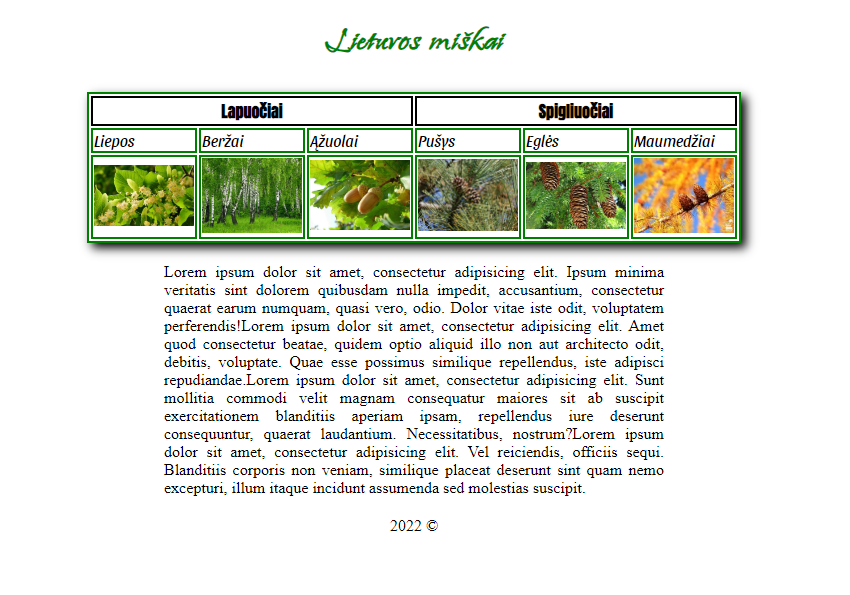 Lietuvos miškai
Lapuočiai Spigliuočiai
Liepos Beržai Ąžuolai Pušys Eglės Maumedžiai
Lorem ipsum dolor sit amet, consectetur adipisicing elit. Ipsum minima
veritatis sint dolorem quibusdam nulla impedit, accusantium, consectetur
quaerat earum numquam, quasi vero, odio. Dolor vitae iste odit, voluptatem
perferendis!Lorem ipsum dolor sit amet, consectetur adipisicing elit. Amet
quod consectetur beatae, quidem optio aliquid illo non aut architecto odit,
debitis, voluptate. Quae esse possimus similique repellendus, iste adipisci
repudiandae.Lorem ipsum dolor sit amet, consectetur adipisicing elit. Sunt
mollitia commodi velit magnam consequatur maiores sit ab suscipit
exercitationem blanditiis aperiam ipsam, repellendus iure deserunt
consequuntur, quaerat laudantium. Necessitatibus, nostrum?Lorem ipsum
dolor sit amet, consectetur adipisicing elit. Vel reiciendis, officiis sequi.
Blanditiis corporis non veniam, similique placeat deserunt sint quam nemo
excepturi, illum itaque incidunt assumenda sed molestias suscipit.
2022 ©